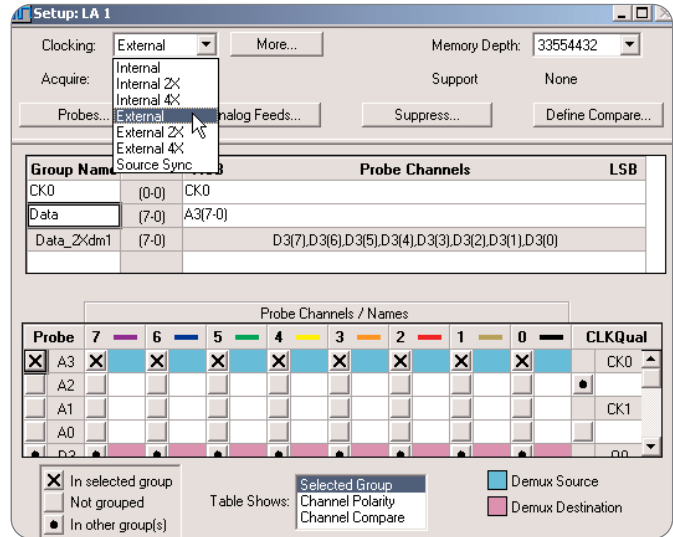 Setup: LA 1
Clocking: External More... Memory Depth: 33554432
Internal
Internal 2X
Internal 4X
External
External 2X
External 4X
Source Sync
Acquire: Support None
Probes... nalog Feeds... Suppress... Define Compare...
Group Name Probe Channels LSB
CK0 (0-0) CK0
Data (7-0) A3(7-0)
Data_2Xdm1 (7-0) D3(7),D3(6),D3(5),D3(4),D3(3),D3(2),D3(1),D3(0)
Probe Channels / Names
Probe 7 6 5 4 3 2 1 0 CLKQual
A3 CK0
A2
A1 CK1
A0
In selected group
Not grouped
In other group(s)
Table Shows: Selected Group
Channel Polarity
Channel Compare
Demux Source
Demux Destination